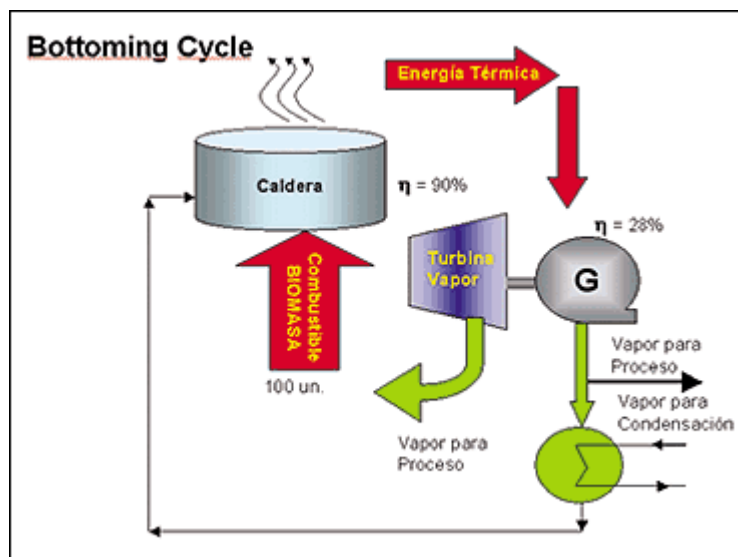 Bottoming Cycle
Energía Térmica
Caldera
η = 90%
η = 28%
Turbina
Vapor
G
Combustible
BIOMASA
100 un.
Vapor para
Proceso
Vapor para
Condensación
Vapor para
Proceso